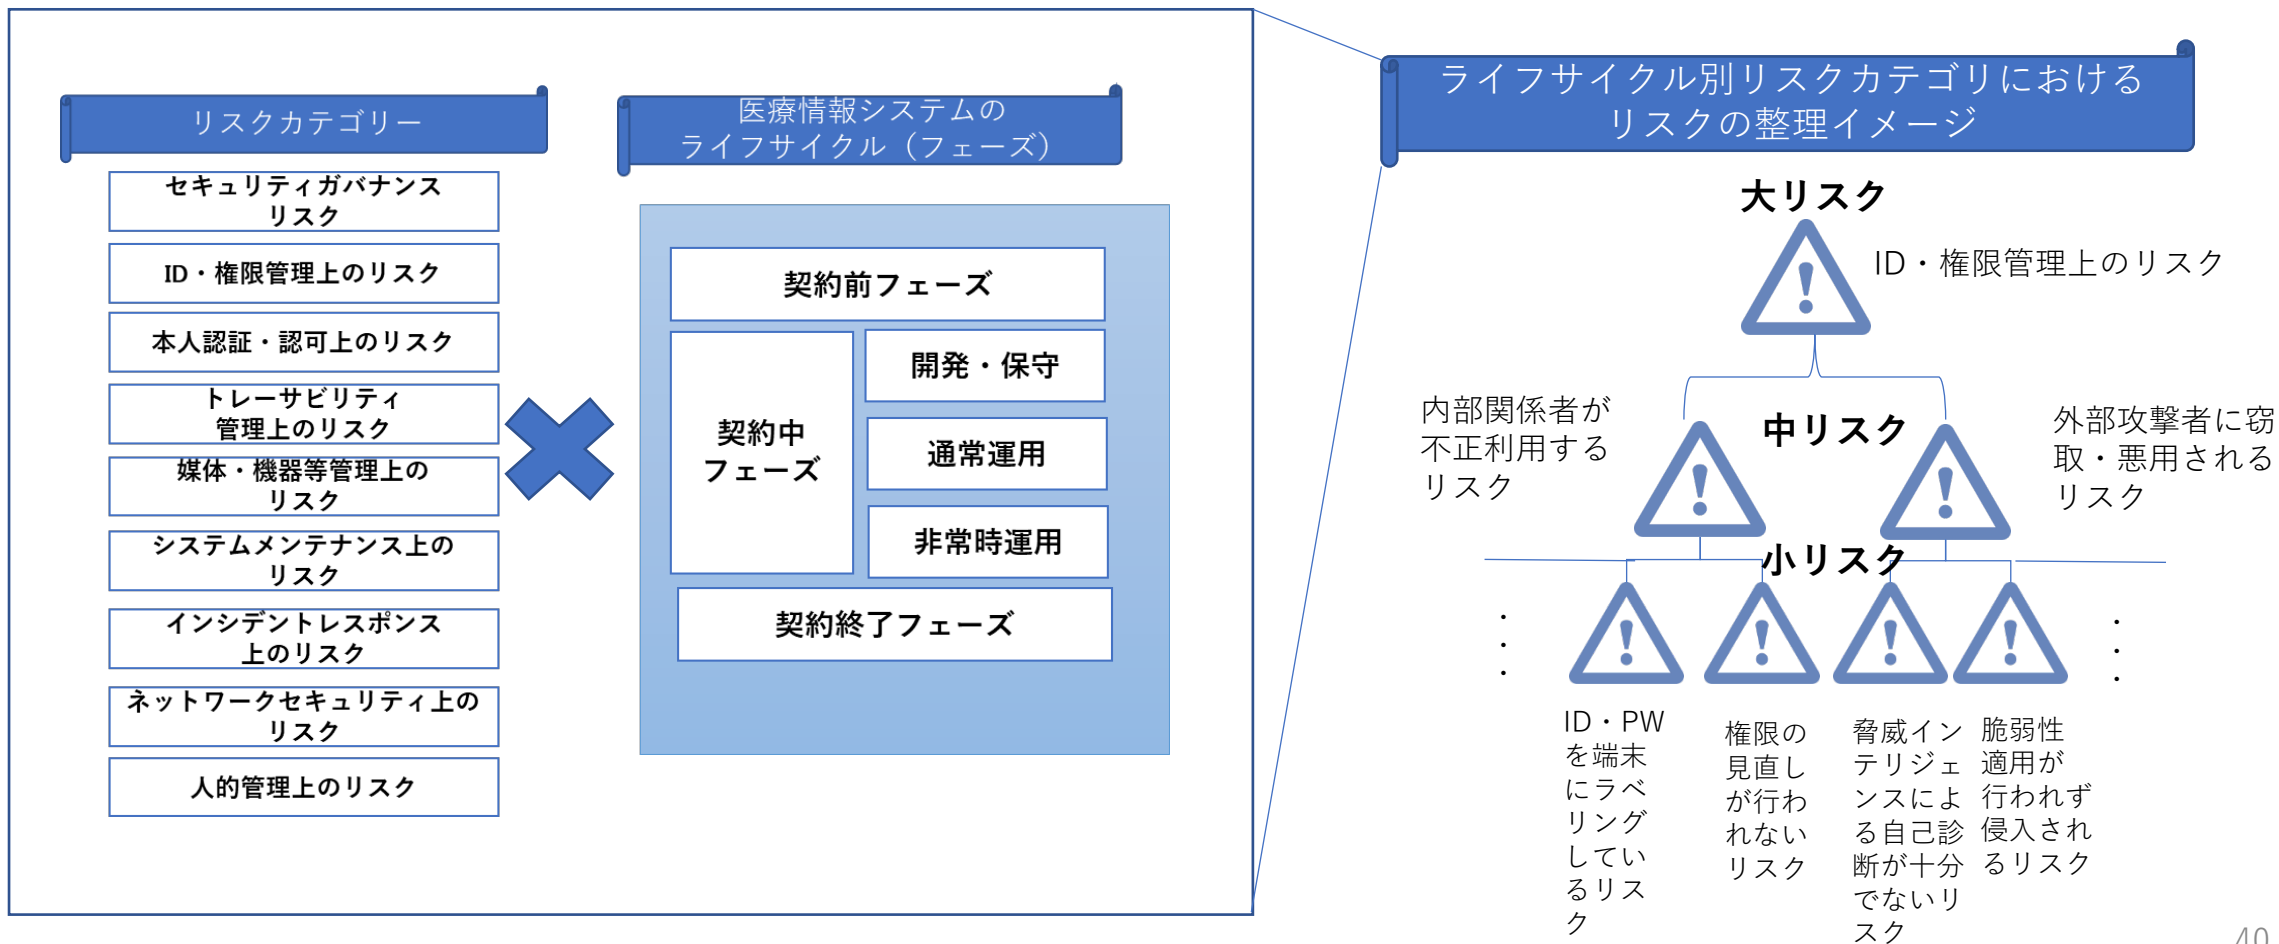 リスクカテゴリー
セキュリティガバナンス
リスク
ID・権限管理上のリスク
本人認証・認可上のリスク
トレーサビリティ
管理上のリスク
媒体・機器等管理上の
リスク
システムメンテナンス上の
リスク
インシデントレスポンス
上のリスク
ネットワークセキュリティ上の
リスク
人的管理上のリスク
医療情報システムの
ライフサイクル（フェーズ）
契約前フェーズ
契約中
フェーズ
開発・保守
通常運用
非常時運用
契約終了フェーズ
ライフサイクル別リスクカテゴリにおける
リスクの整理イメージ
大リスク
ID・権限管理上のリスク
内部関係者が
不正利用する
リスク
中リスク
外部攻撃者に窃
取・悪用される
リスク
小リスク
・
・
・
・
・
・
ID・PW
を端末
にラベ
リング
してい
るリス
ク
権限の
見直し
が行わ
れない
リスク
脅威イン
テリジェ
ンスによ
る自己診
断が十分
でないリ
スク
脆弱性
適用が
行われず
侵入され
るリスク
40